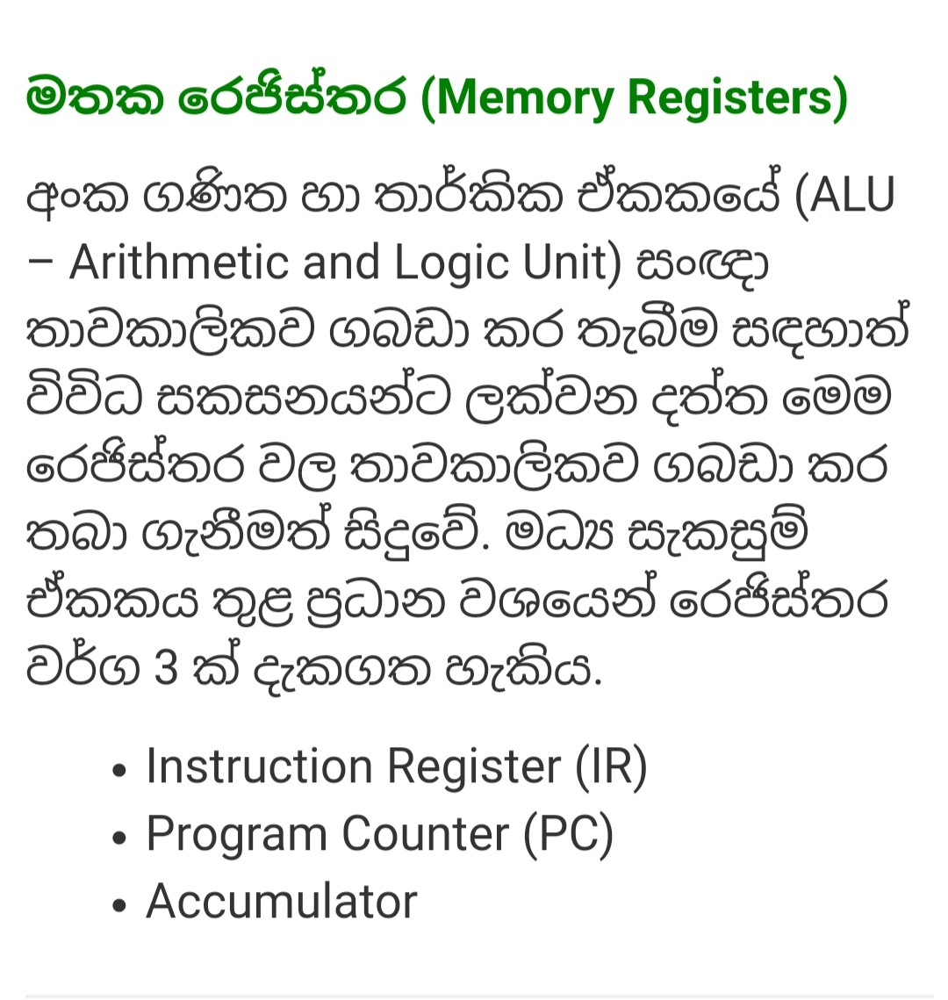 මතක රෙජිස්තර (Memory Registers)
අංක ගණිත හා තාර්කික ඒකකයේ (ALU
– Arithmetic and Logic Unit) සංඥා
තාවකාලිකව ගබඩා කර තැබීම සඳහාත්
විවිධ සකසනයන්ට ලක්වන දත්ත මෙම
රෙජිස්තර වල තාවකාලිකව ගබඩා කර
තබා ගැනීමත් සිදුවේ. මධ්‍ය සැකසුම්
ඒකකය තුළ ප්‍රධාන වශයෙන් රෙජිස්තර
වර්ග 3 ක් දැකගත හැකිය.
• Instruction Register (IR)
• Program Counter (PC)
• Accumulator